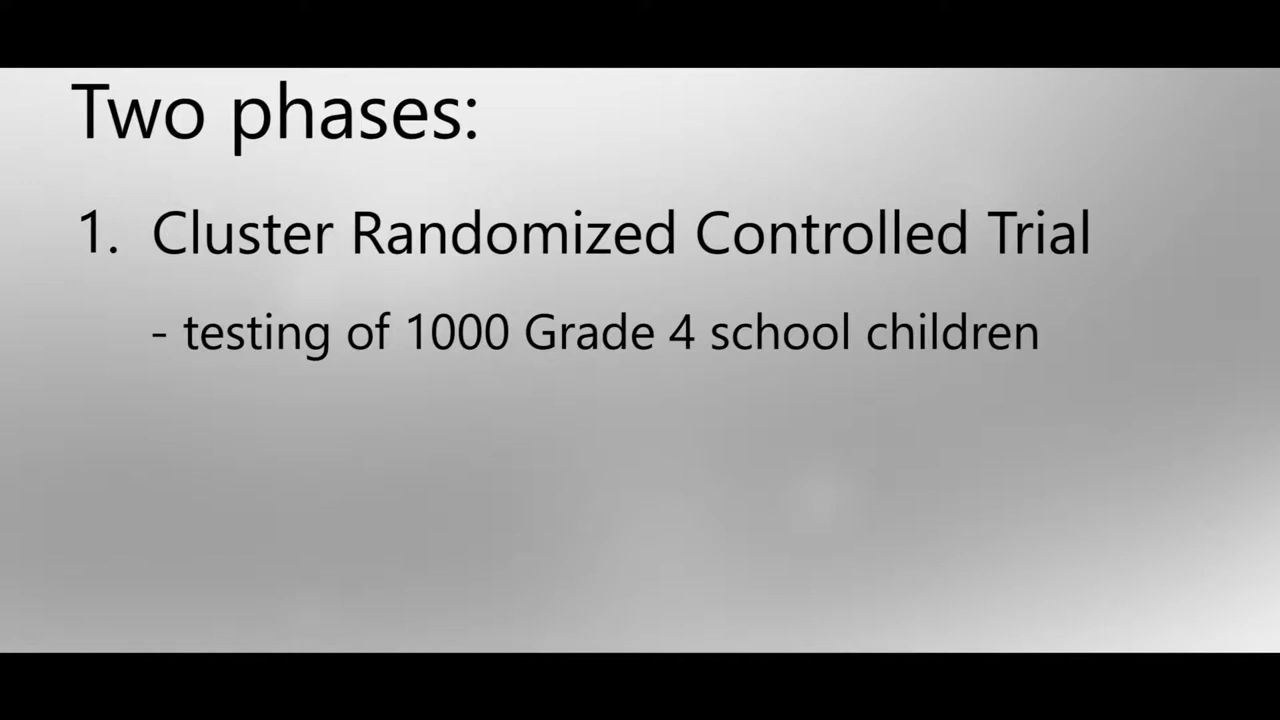 Two phases:
1. Cluster Randomized Controlled Trial
- testing of 1000 Grade 4 school children